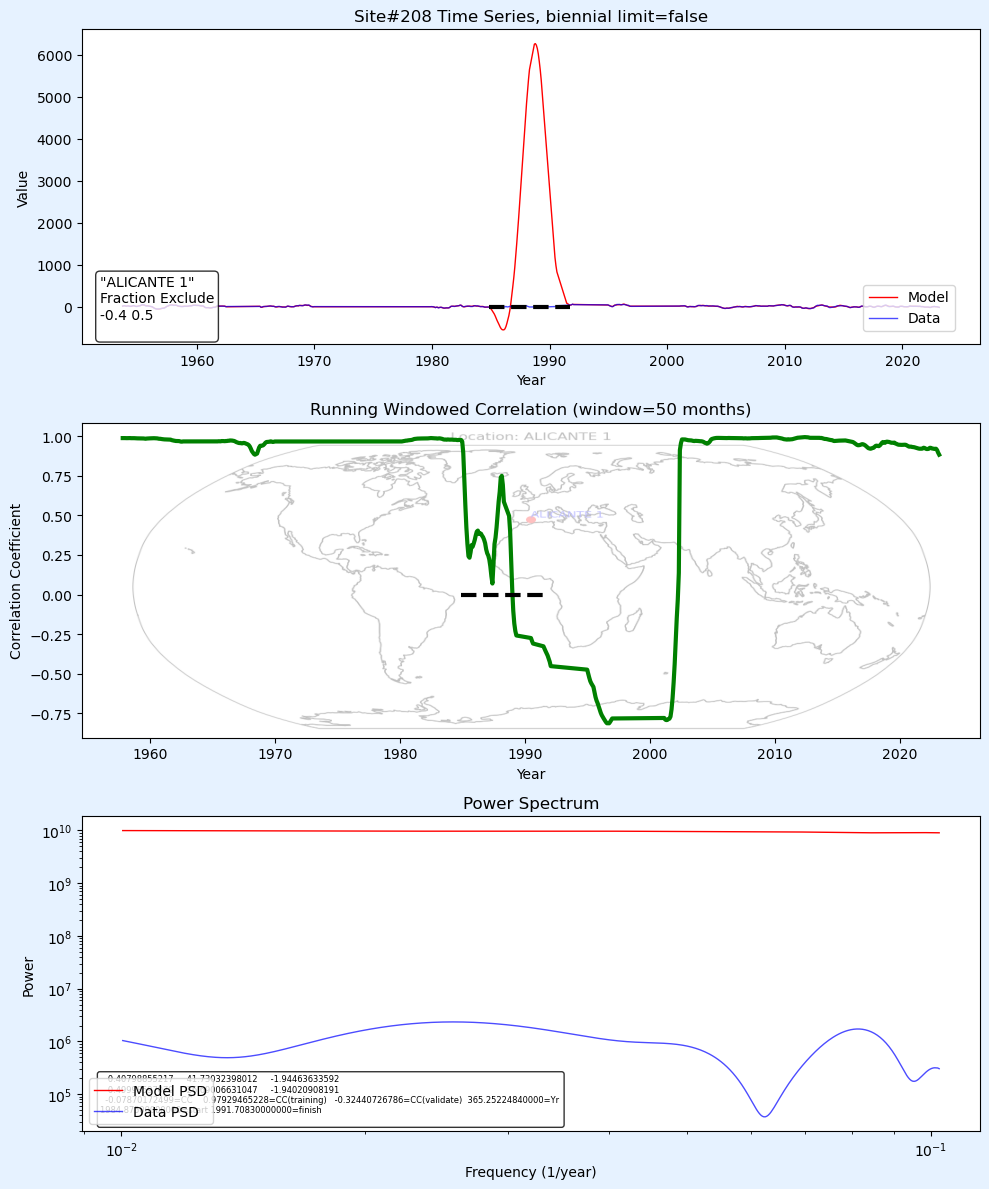 Site#208 Time Series, biennial limit=false
6000
5000
4000
3000
2000
1000
0
Value
"ALICANTE 1"
Fraction Exclude
-0.4 0.5
Model
Data
1960 1970 1980 1990 2000 2010 2020
Year
Running Windowed Correlation (window=50 months)
Location: ALICANTE 1
ALICANTE 1
1.00
0.75
0.50
0.25
0.00
−0.25
−0.50
−0.75
Correlation Coefficient
1960 1970 1980 1990 2000 2010 2020
Year
Power Spectrum
10^10
10^9
10^8
10^7
10^6
10^5
Power
41.73032398012 -1.94463633592
-1.94020908191
-0.07870172499=CC 0.97929465228=CC(training) -0.32440726786=CC(validate) 365.25224840000=Yr
1991.70830000000=finish
Model PSD
Data PSD
10^−2 10^−1
Frequency (1/year)